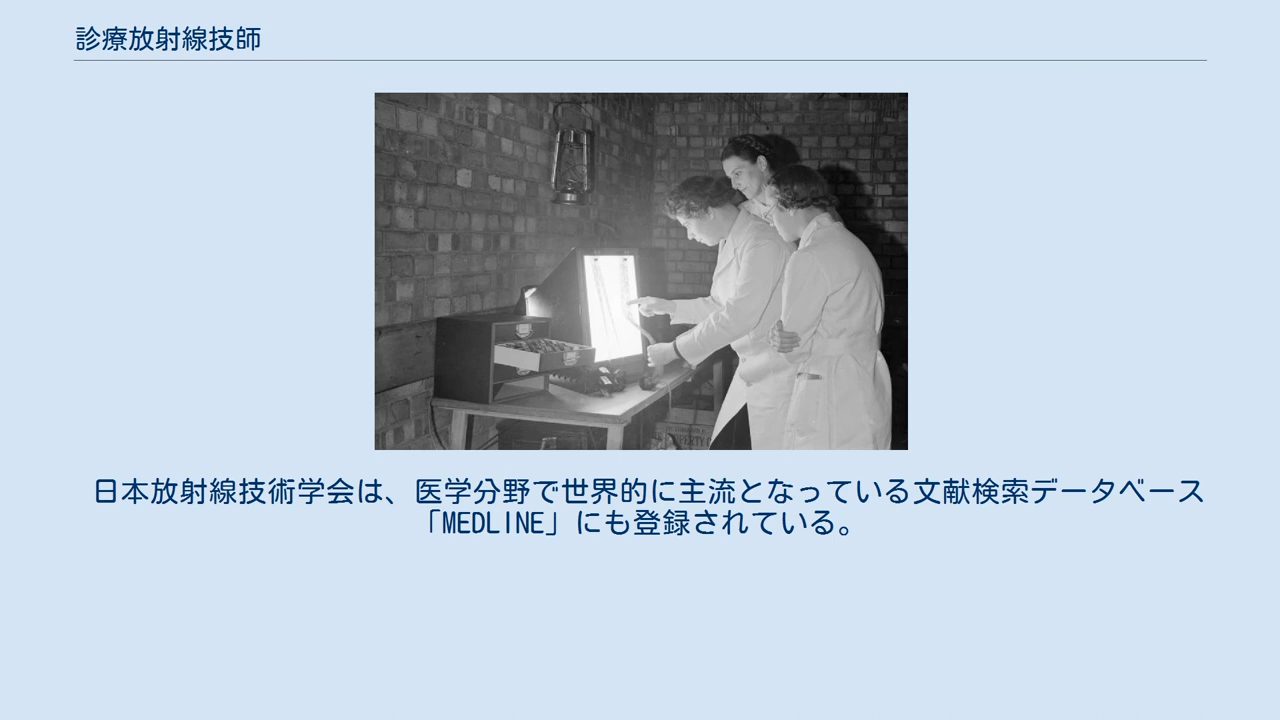 診療放射線技師
PERTY
日本放射線技術学会は、医学分野で世界的に主流となっている文献検索データベース
「MEDLINE」にも登録されている。